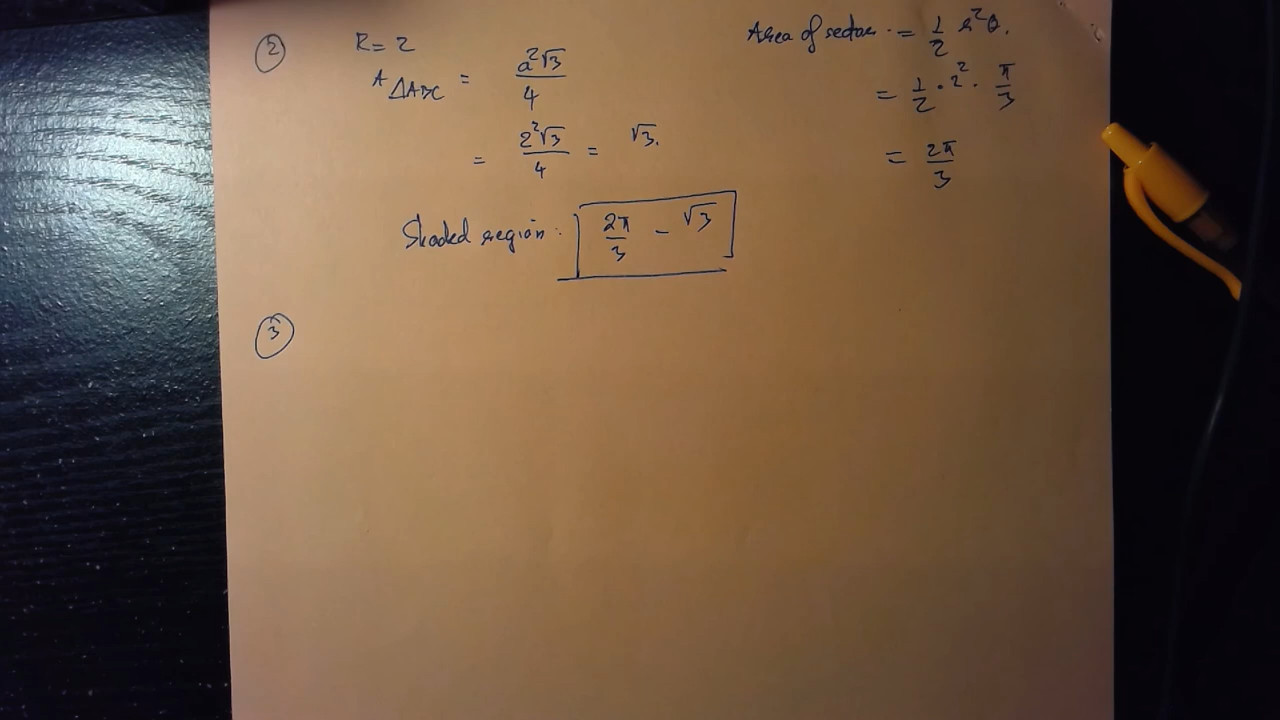 ② R = 2
A △ABC = a²√3 / 4
= 2²√3 / 4 = √3.
Area of sector = 1/2 r²θ.
= 1/2 · 2² · π/3
= 2π/3
Shaded region : 2π/3 - √3
③